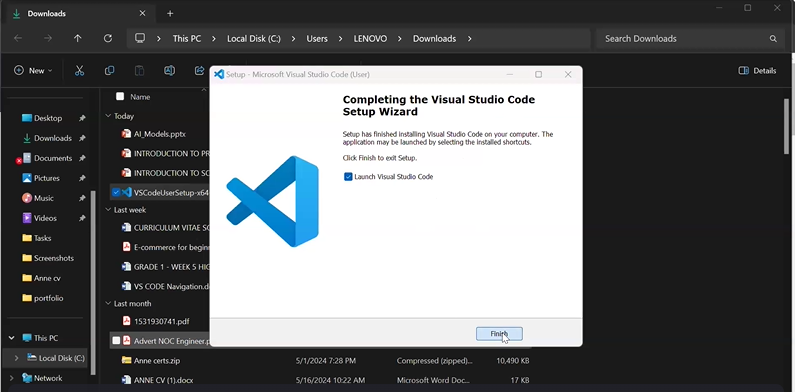 Downloads
This PC
Local Disk (C:)
Users
LENOVO
Downloads
Search Downloads
New
Details
Name
Desktop
Downloads
Documents
Pictures
Music
Videos
Tasks
Screenshots
Anne cv
portfolio
This PC
Local Disk (C:)
Network
Today
AI_Models.pptx
INTRODUCTION TO PR
INTRODUCTION TO SC
VSCodeUserSetup-x64
Last week
CURRICULUM VITAE SC
E-commerce for begin
GRADE 1 - WEEK 5 HIG
VS CODE Navigation.d
Last month
1531930741.pdf
Advert NOC Engineer.p
Anne certs.zip
5/1/2024 7:28 PM
Compressed (zipped)...
10,490 KB
ANNE CV (1).docx
5/16/2024 10:22 AM
Microsoft Word Doc...
17 KB
Setup - Microsoft Visual Studio Code (User)
Completing the Visual Studio Code
Setup Wizard
Setup has finished installing Visual Studio Code on your computer. The
application may be launched by selecting the installed shortcuts.
Click Finish to exit Setup.
Launch Visual Studio Code
Finish